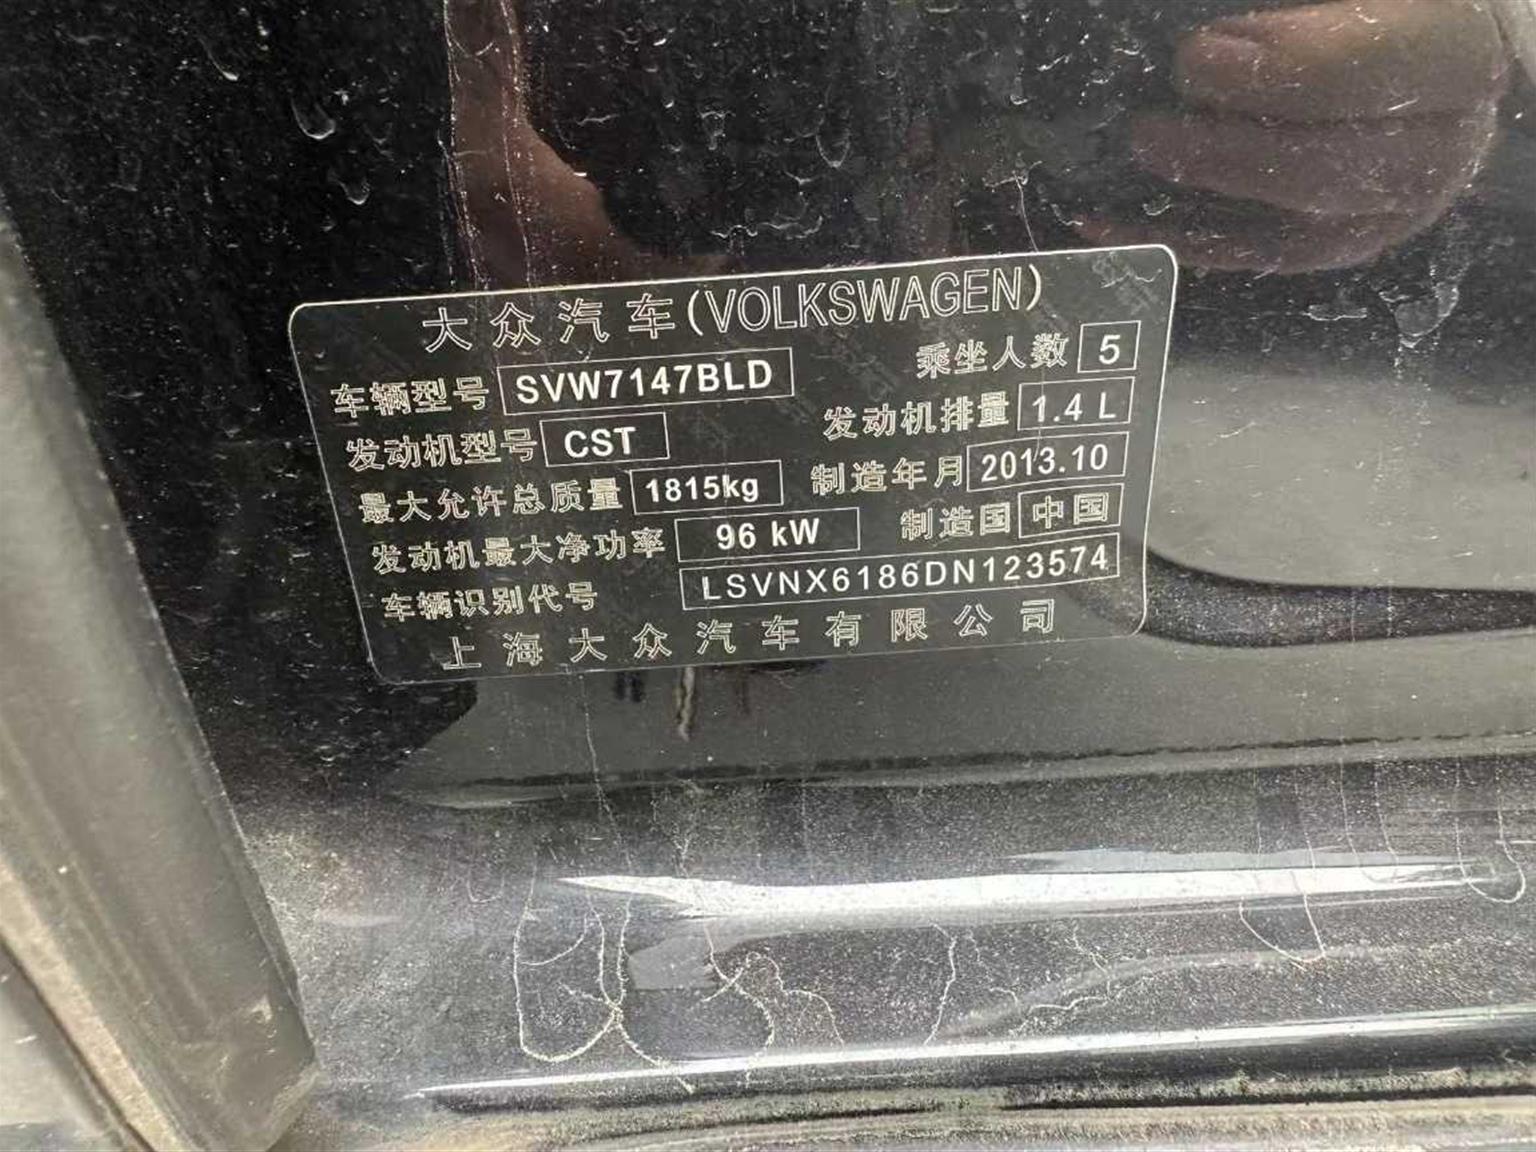 大众汽车(VOLKSWAGEN)
车辆型号 SVW7147BLD 乘坐人数 5
发动机型号 CST 发动机排量 1.4 L
最大允许总质量 1815kg 制造年月 2013.10
发动机最大净功率 96 kW 制造国 中国
车辆识别代号 LSVNX6186DN123574
上海大众汽车有限公司